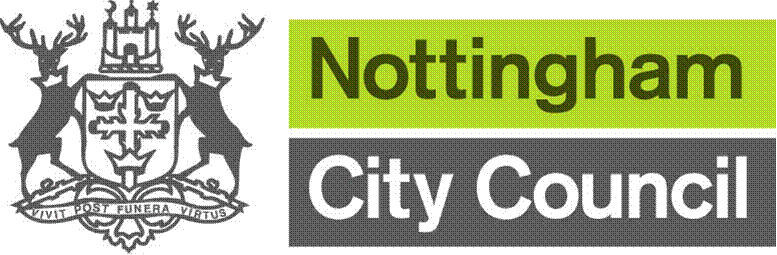 Nottingham
City Council
VIVIT POST FUNERA VIRTUS